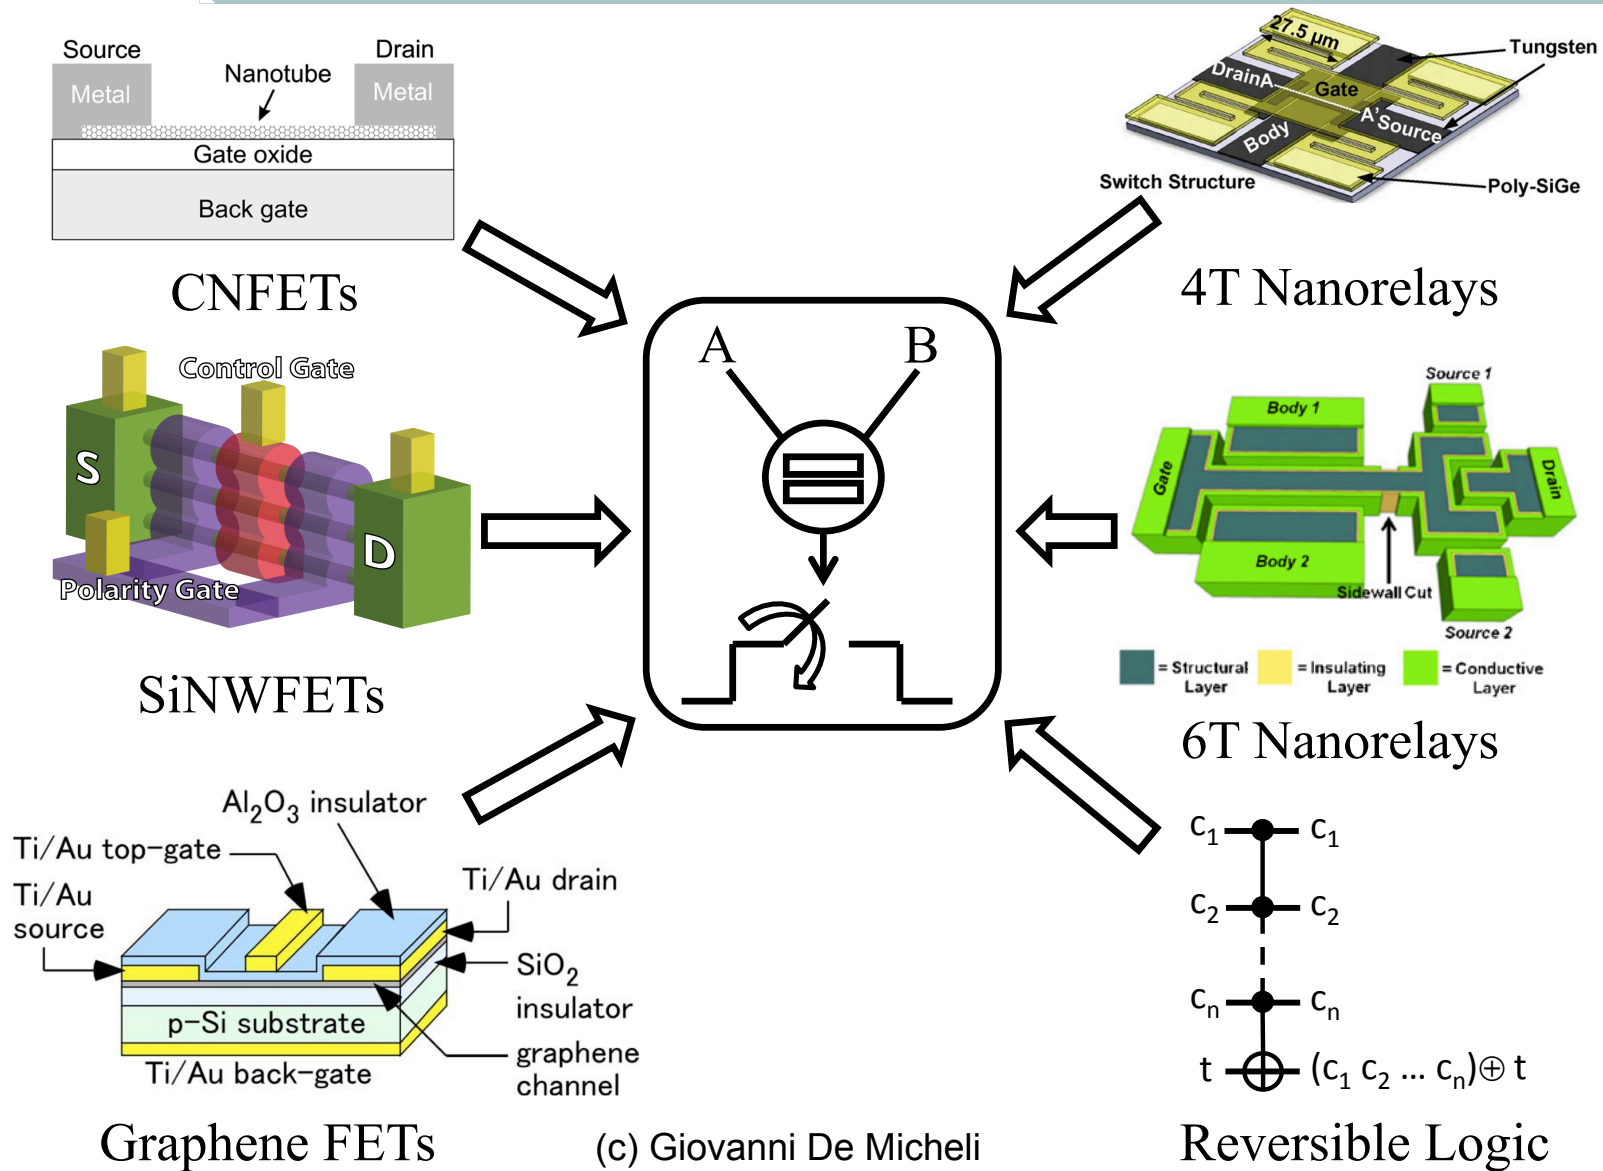 Source
Drain
Nanotube
Metal
Metal
Gate oxide
Back gate
CNFETs
27.5 µm
Tungsten
DrainA
Gate
A'Source
Body
Switch Structure
Poly-SiGe
4T Nanorelays
Control Gate
S
D
Polarity Gate
SiNWFETs
A
B
Source 1
Body 1
Gate
Drain
Body 2
Sidewall Cut
Source 2
= Structural Layer
= Insulating Layer
= Conductive Layer
6T Nanorelays
Al₂O₃ insulator
Ti/Au top-gate
Ti/Au drain
Ti/Au
source
SiO₂
insulator
p-Si substrate
graphene
channel
Ti/Au back-gate
Graphene FETs
c₁ c₁
c₂ c₂
cₙ cₙ
t (c₁ c₂ ... cₙ)⊕ t
Reversible Logic
(c) Giovanni De Micheli